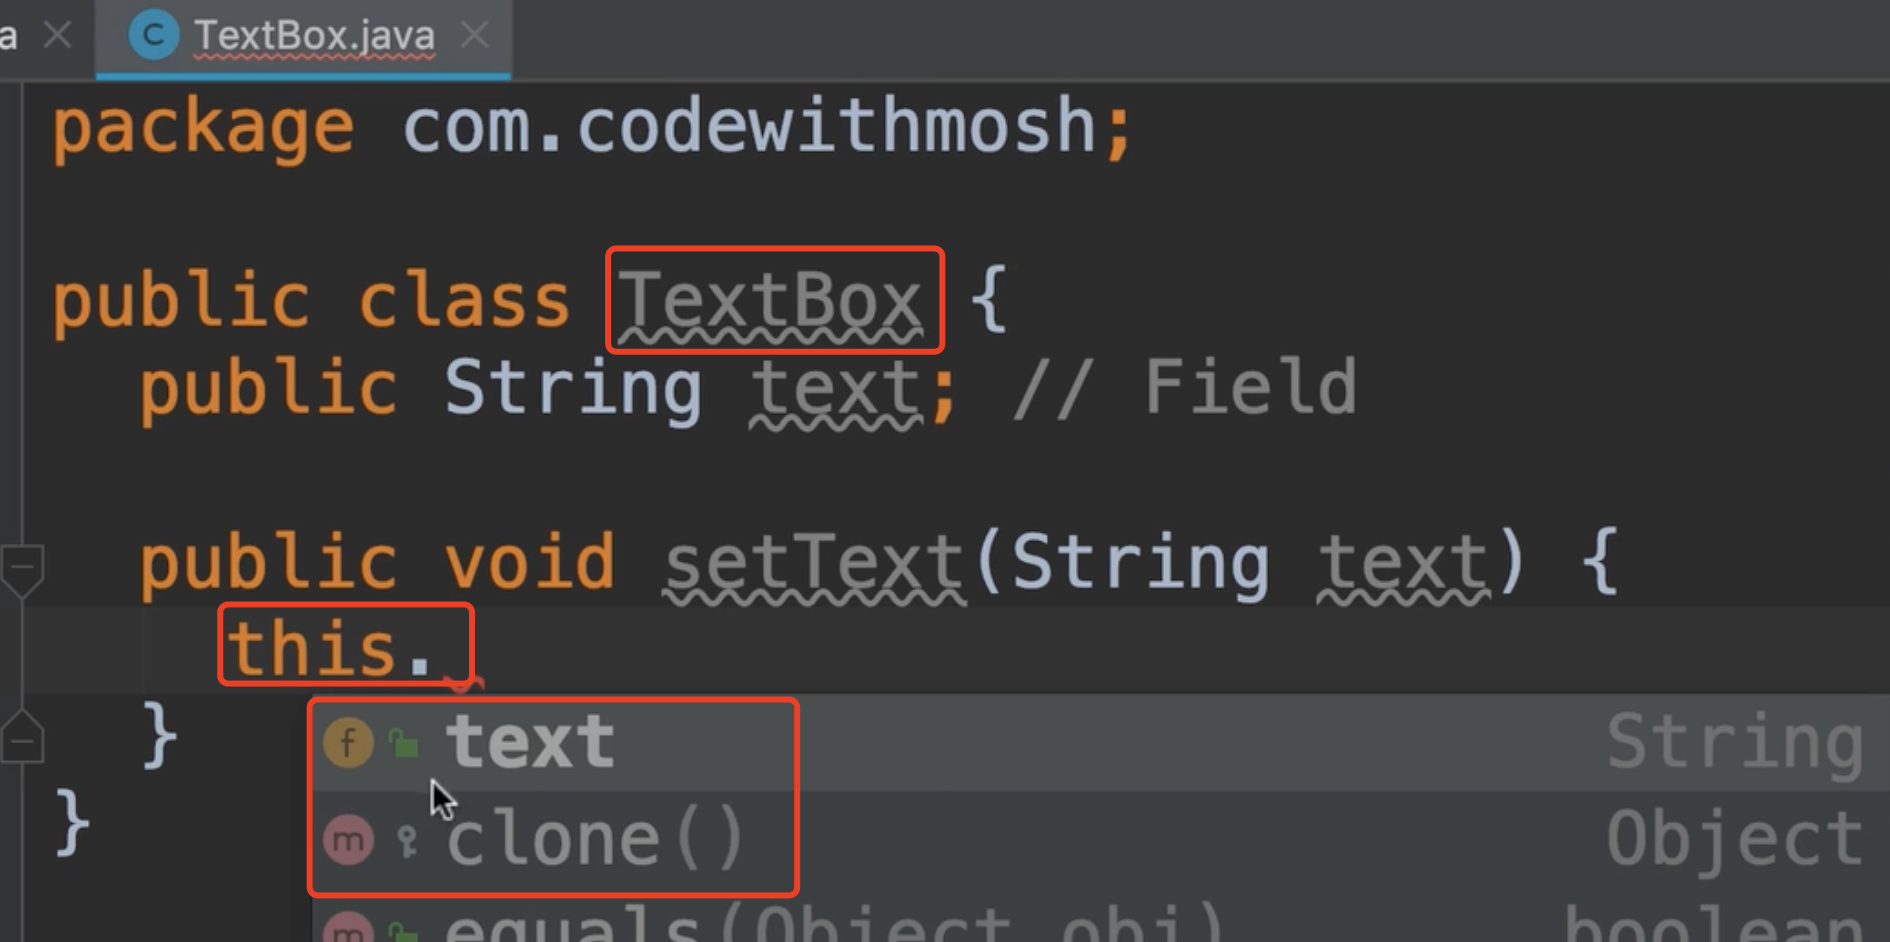 a TextBox.java
package com.codewithmosh;
public class TextBox {
public String text; // Field
public void setText(String text) {
this.
}
}
f text String
m clone() Object
m equals(Object obj) boolean